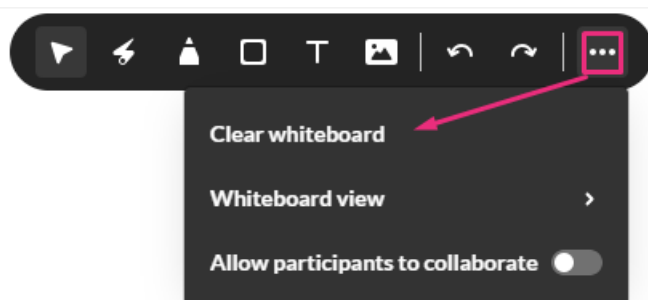 T
Clear whiteboard
Whiteboard view
Allow participants to collaborate